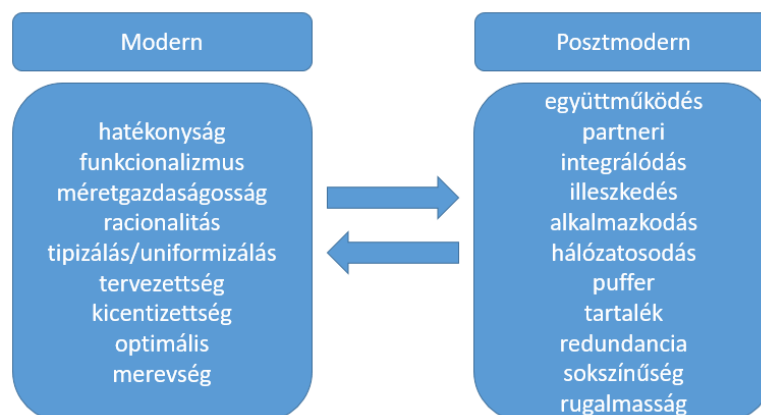 Modern
hatékonyság
funkcionalizmus
méretgazdaságosság
racionalitás
tipizálás/uniformizálás
tervezettség
kicentizettség
optimális
merevség
Posztmodern
együttműködés
partneri
integrálódás
illeszkedés
alkalmazkodás
hálózatosodás
puffer
tartalék
redundancia
sokszínűség
rugalmasság